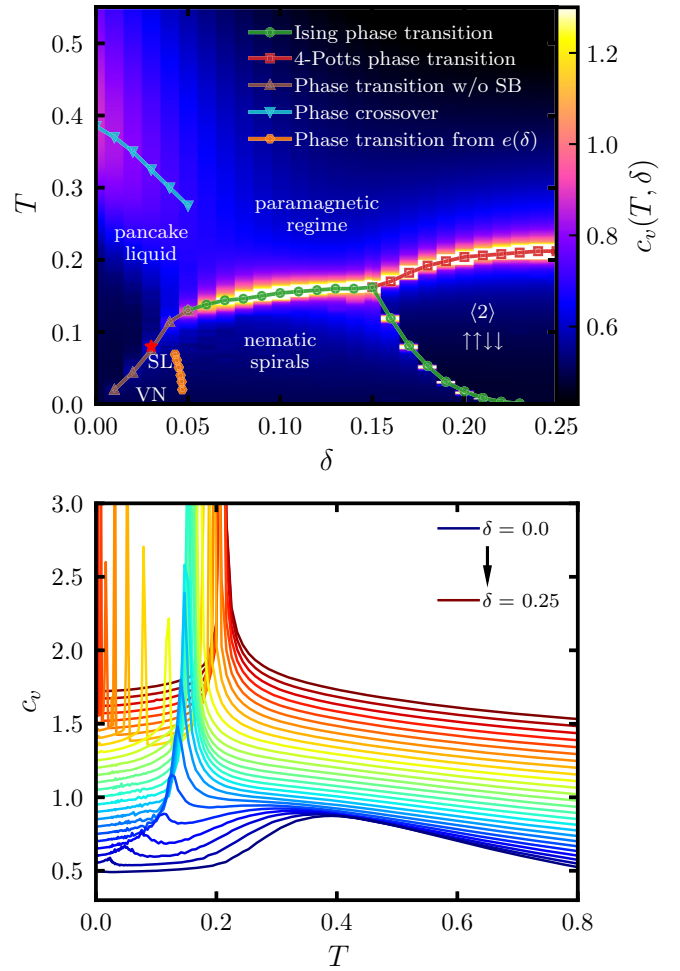 Ising phase transition
4-Potts phase transition
Phase transition w/o SB
Phase crossover
Phase transition from e(δ)
pancake
liquid
paramagnetic
regime
nematic
spirals
⟨2⟩
↑↑↓↓
SL
VN
0.5
0.4
0.3
0.2
0.1
0.0
T
0.00
0.05
0.10
0.15
0.20
0.25
δ
1.2
1.0
0.8
0.6
c_v(T, δ)
3.0
2.5
2.0
1.5
1.0
0.5
c_v
δ = 0.0
δ = 0.25
0.0
0.2
0.4
0.6
0.8
T